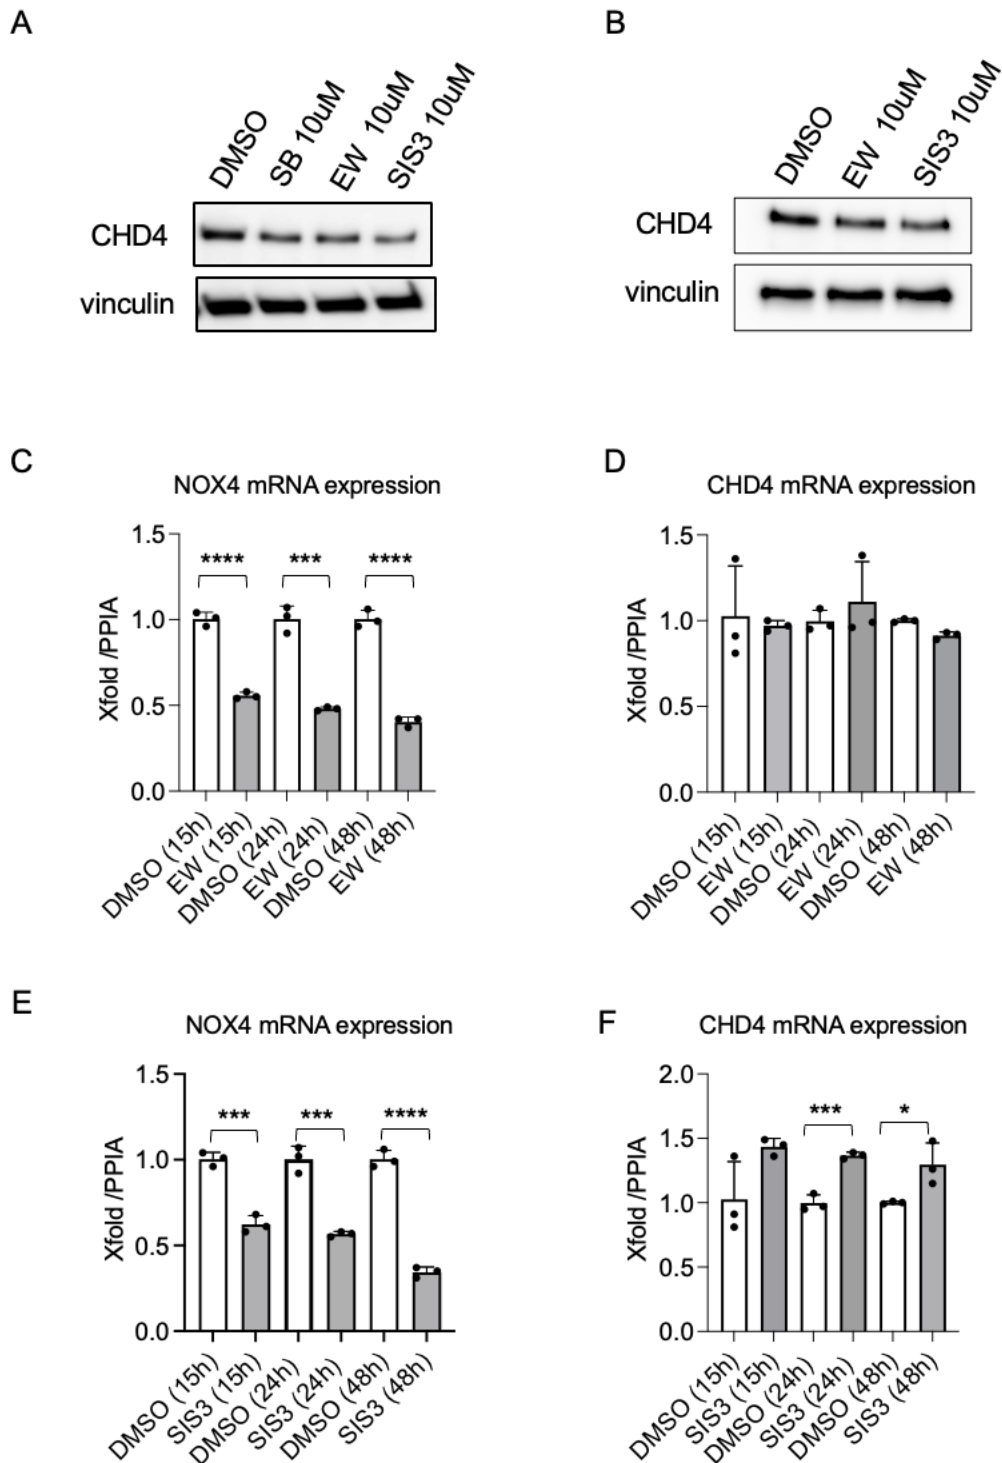 A
B
DMSO
SB 10uM
EW 10uM
SIS3 10uM
DMSO
EW 10uM
SIS3 10uM
CHD4
vinculin
CHD4
vinculin
C
NOX4 mRNA expression
Xfold /PPIA
1.5
1.0
0.5
0.0
**** *** ****
DMSO (15h)
EW (15h)
DMSO (24h)
EW (24h)
DMSO (48h)
EW (48h)
D
CHD4 mRNA expression
Xfold /PPIA
1.5
1.0
0.5
0.0
DMSO (15h)
EW (15h)
DMSO (24h)
EW (24h)
DMSO (48h)
EW (48h)
E
NOX4 mRNA expression
Xfold /PPIA
1.5
1.0
0.5
0.0
*** *** ****
DMSO (15h)
SIS3 (15h)
DMSO (24h)
SIS3 (24h)
DMSO (48h)
SIS3 (48h)
F
CHD4 mRNA expression
Xfold /PPIA
2.0
1.5
1.0
0.5
0.0
*** *
DMSO (15h)
SIS3 (15h)
DMSO (24h)
SIS3 (24h)
DMSO (48h)
SIS3 (48h)